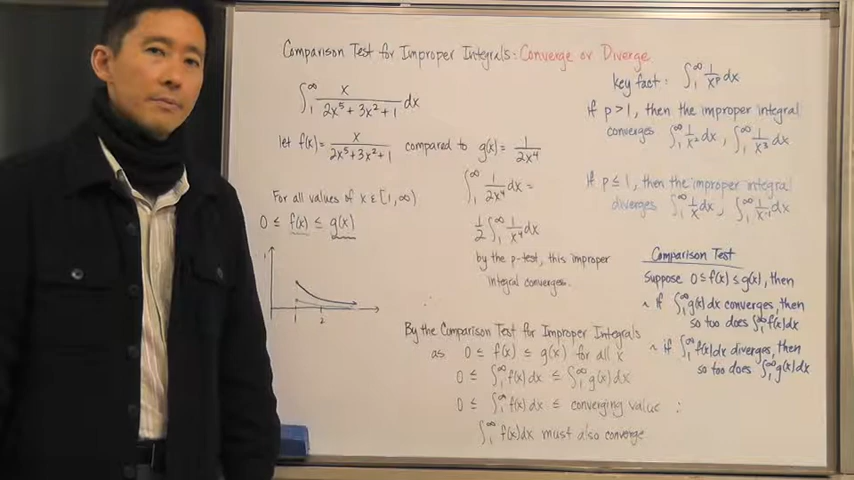 Comparison Test for Improper Integrals: Converge or Diverge
∫₁^∞ x/(2x⁵+3x²+1) dx
let f(x)= x/(2x⁵+3x²+1) compared to g(x)= 1/(2x⁴)
For all values of x ε [1, ∞)
0 ≤ f(x) ≤ g(x)
1
1 2
∫₁^∞ 1/(2x⁴) dx =
1/2 ∫₁^∞ 1/x⁴ dx
by the p-test, this improper
integral converges.
By the Comparison Test for Improper Integrals
as 0 ≤ f(x) ≤ g(x) for all x
0 ≤ ∫₁^∞ f(x)dx ≤ ∫₁^∞ g(x)dx
0 ≤ ∫₁^∞ f(x)dx ≤ converging value ∴
∫₁^∞ f(x)dx must also converge
key fact: ∫₁^∞ 1/xᵖ dx
if p>1, then the improper integral
converges ∫₁^∞ 1/x² dx, ∫₁^∞ 1/x³ dx
if p ≤ 1, then the improper integral
diverges ∫₁^∞ 1/x dx, ∫₁^∞ 1/x⁻¹ dx
Comparison Test
Suppose 0 ≤ f(x) ≤ g(x), then
~ if ∫₁^∞ g(x) dx converges, then
so too does ∫₁^∞ f(x)dx
~ if ∫₁^∞ f(x)dx diverges, then
so too does ∫₁^∞ g(x)dx